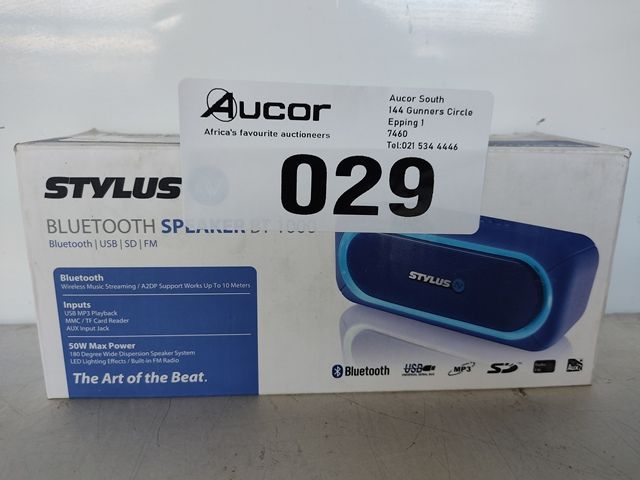 Aucor
Africa's favourite auctioneers
Aucor South
144 Gunners Circle
Epping 1
7460
Tel:021 534 4446
029
STYLUS
BLUETOOTH SPEAKER BT 1000
Bluetooth | USB | SD | FM
Bluetooth
Wireless Music Streaming / A2DP Support Works Up To 10 Meters
Inputs
USB MP3 Playback
MMC / TF Card Reader
AUX Input Jack
50W Max Power
180 Degree Wide Dispersion Speaker System
LED Lighting Effects / Built-in FM Radio
The Art of the Beat.
STYLUS
Bluetooth
USB
MP3
SD